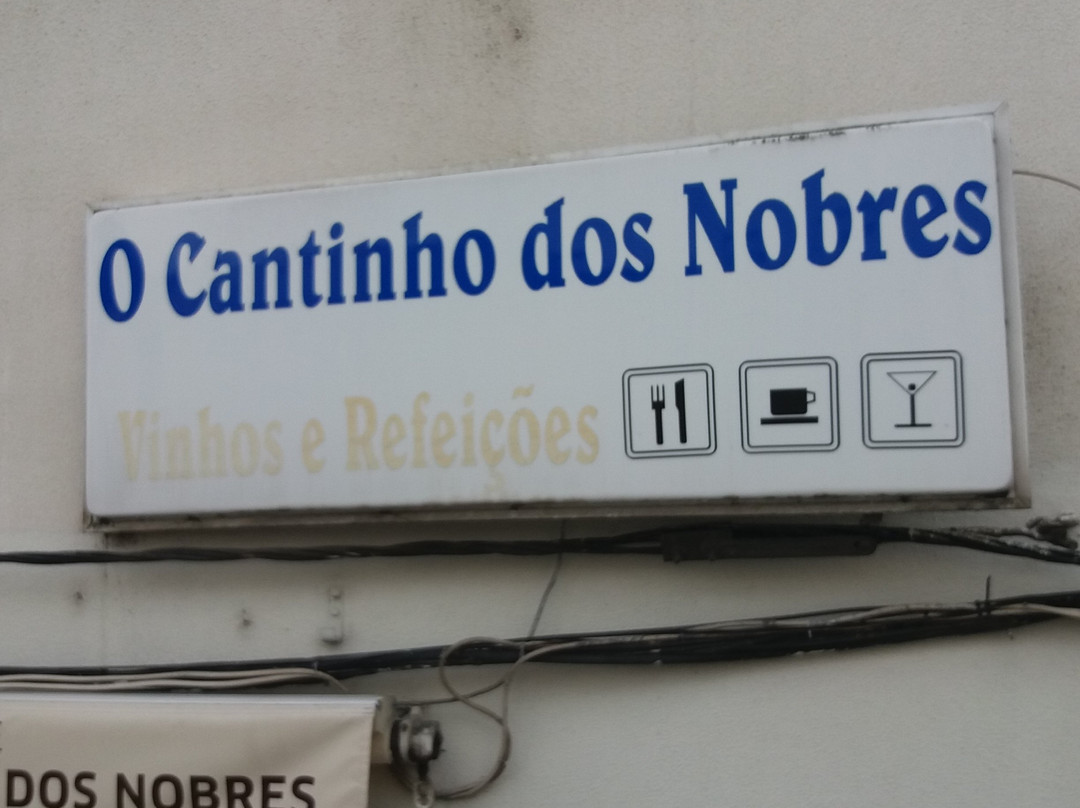 O Cantinho dos Nobres
Vinhos e Refeições
DOS NOBRES